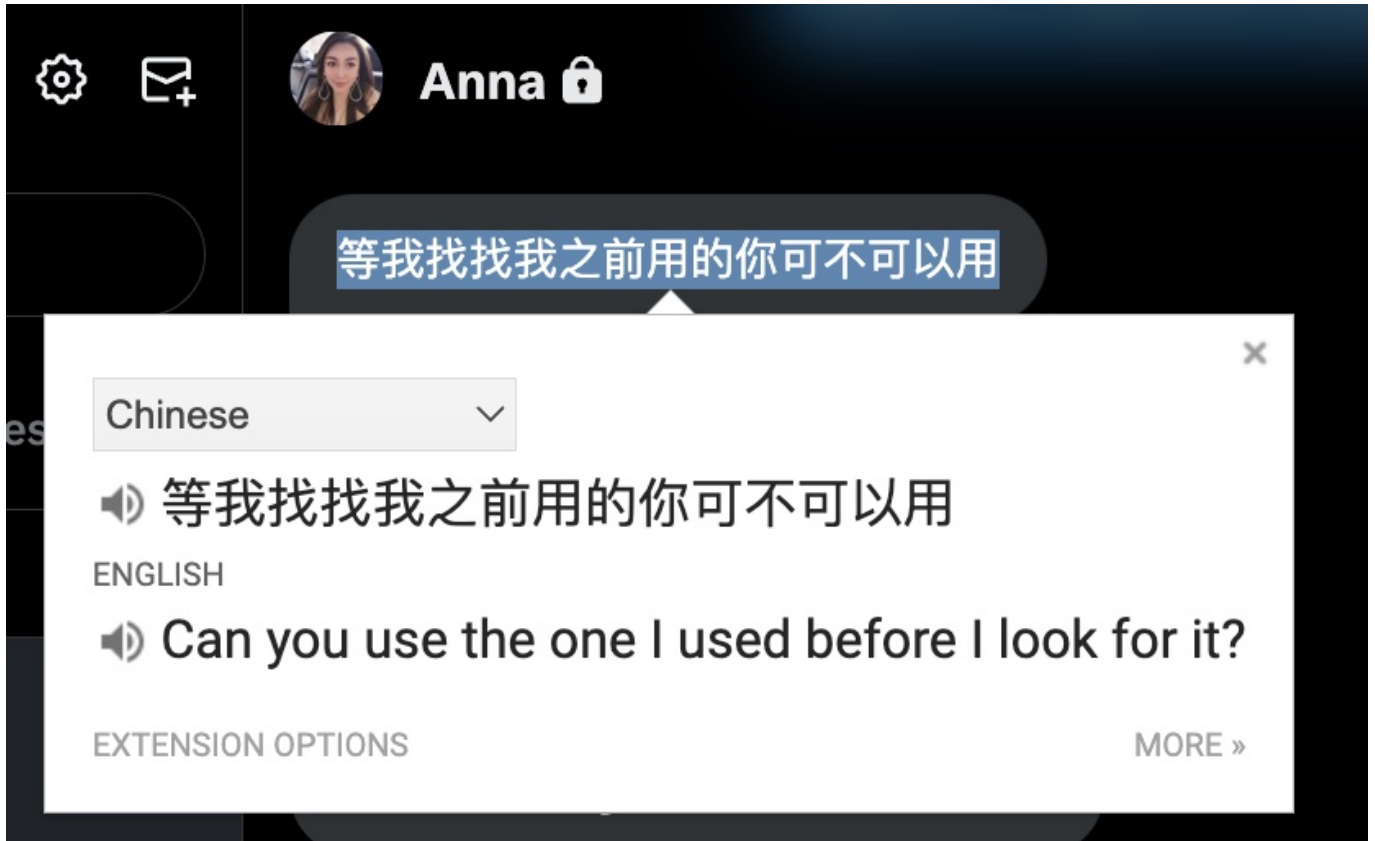 Anna
等我找找我之前用的你可不可以用
es
Chinese
等我找找我之前用的你可不可以用
ENGLISH
Can you use the one I used before I look for it?
EXTENSION OPTIONS
MORE »